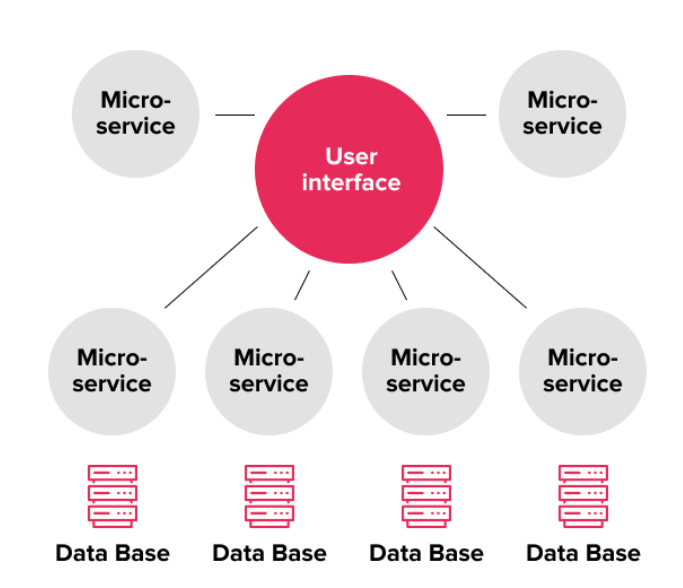 Micro-
service
User
interface
Micro-
service
Micro-
service
Micro-
service
Micro-
service
Micro-
service
Data Base
Data Base
Data Base
Data Base